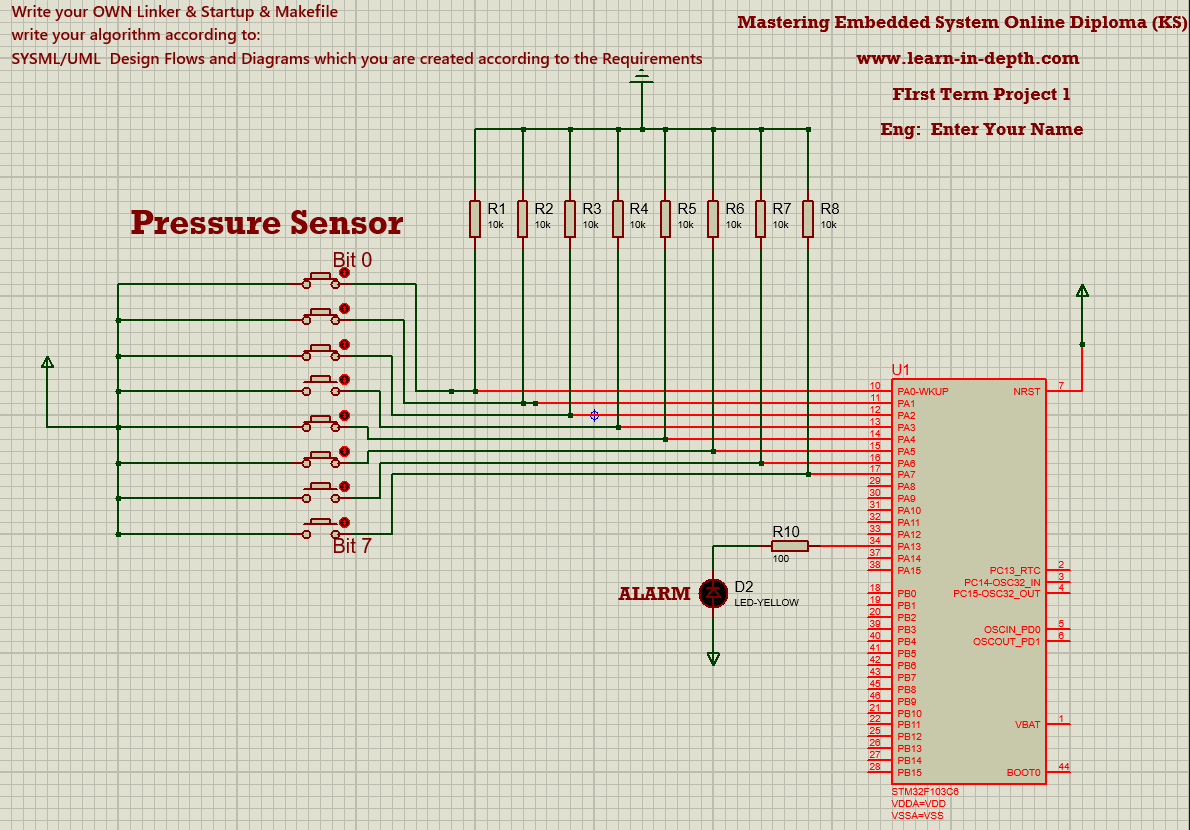 Write your OWN Linker & Startup & Makefile
write your algorithm according to:
SYSML/UML  Design Flows and Diagrams which you are created according to the Requirements
Mastering Embedded System Online Diploma (KS)
www.learn-in-depth.com
FIrst Term Project 1
Eng:  Enter Your Name
Pressure Sensor
Bit 0
Bit 7
R1
10k
R2
10k
R3
10k
R4
10k
R5
10k
R6
10k
R7
10k
R8
10k
R10
100
ALARM
D2
LED-YELLOW
U1
10 PA0-WKUP
11 PA1
12 PA2
13 PA3
14 PA4
15 PA5
16 PA6
17 PA7
29 PA8
30 PA9
31 PA10
32 PA11
33 PA12
34 PA13
37 PA14
38 PA15
18 PB0
19 PB1
20 PB2
39 PB3
40 PB4
41 PB5
42 PB6
43 PB7
45 PB8
46 PB9
21 PB10
22 PB11
25 PB12
26 PB13
27 PB14
28 PB15
NRST 7
PC13_RTC 2
PC14-OSC32_IN 3
PC15-OSC32_OUT 4
OSCIN_PD0 5
OSCOUT_PD1 6
VBAT 1
BOOT0 44
STM32F103C6
VDDA=VDD
VSSA=VSS